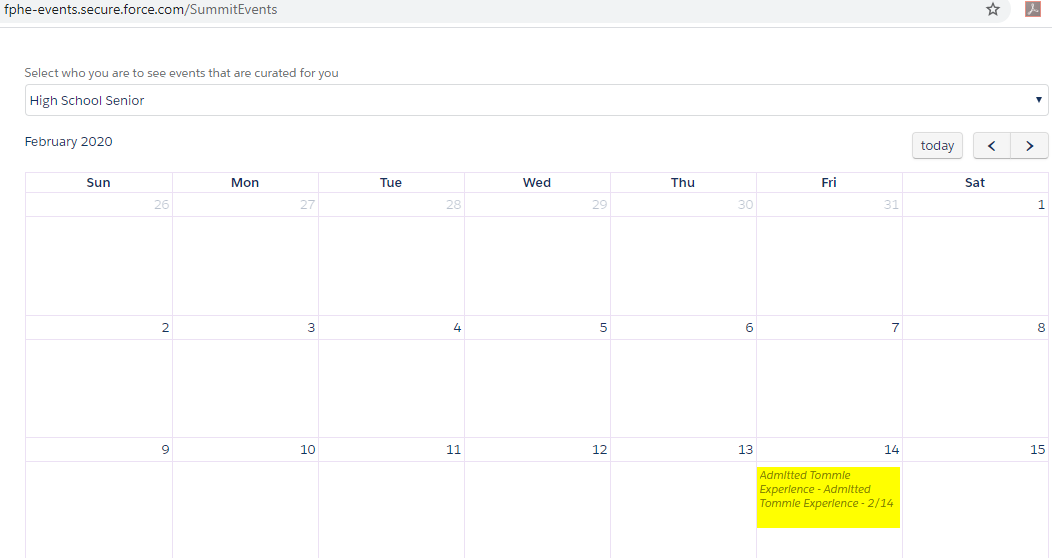 fphe-events.secure.force.com/SummitEvents
Select who you are to see events that are curated for you
High School Senior
February 2020
today
Sun Mon Tue Wed Thu Fri Sat
26 27 28 29 30 31 1
2 3 4 5 6 7 8
9 10 11 12 13 14 15
Admitted Tommie
Experience - Admitted
Tommie Experience - 2/14